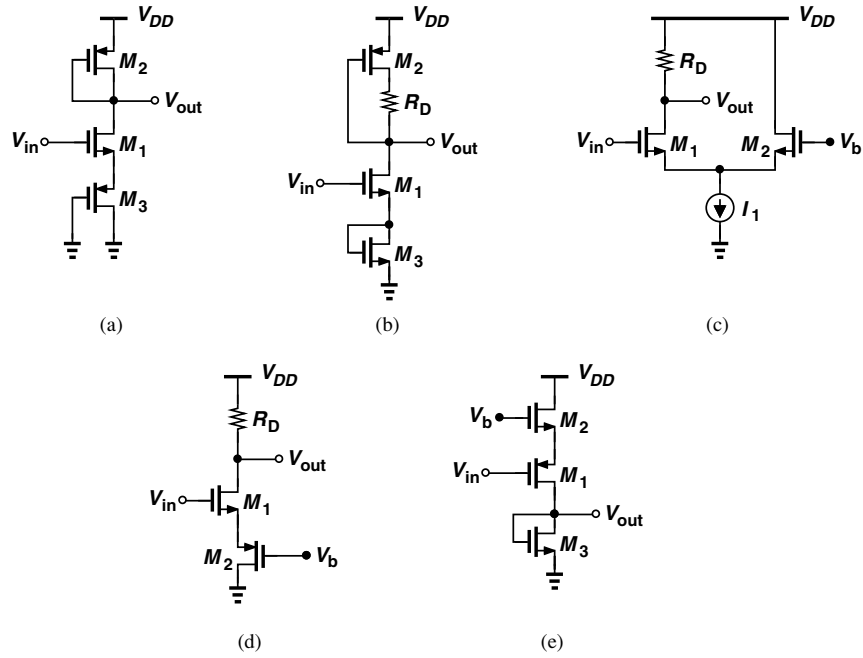 V_DD
M_2
V_out
V_in
M_1
M_3
(a)
V_DD
M_2
R_D
V_out
V_in
M_1
M_3
(b)
V_DD
R_D
V_out
V_in
M_1
M_2
V_b
I_1
(c)
V_DD
R_D
V_out
V_in
M_1
M_2
V_b
(d)
V_DD
V_b
M_2
V_in
M_1
V_out
M_3
(e)